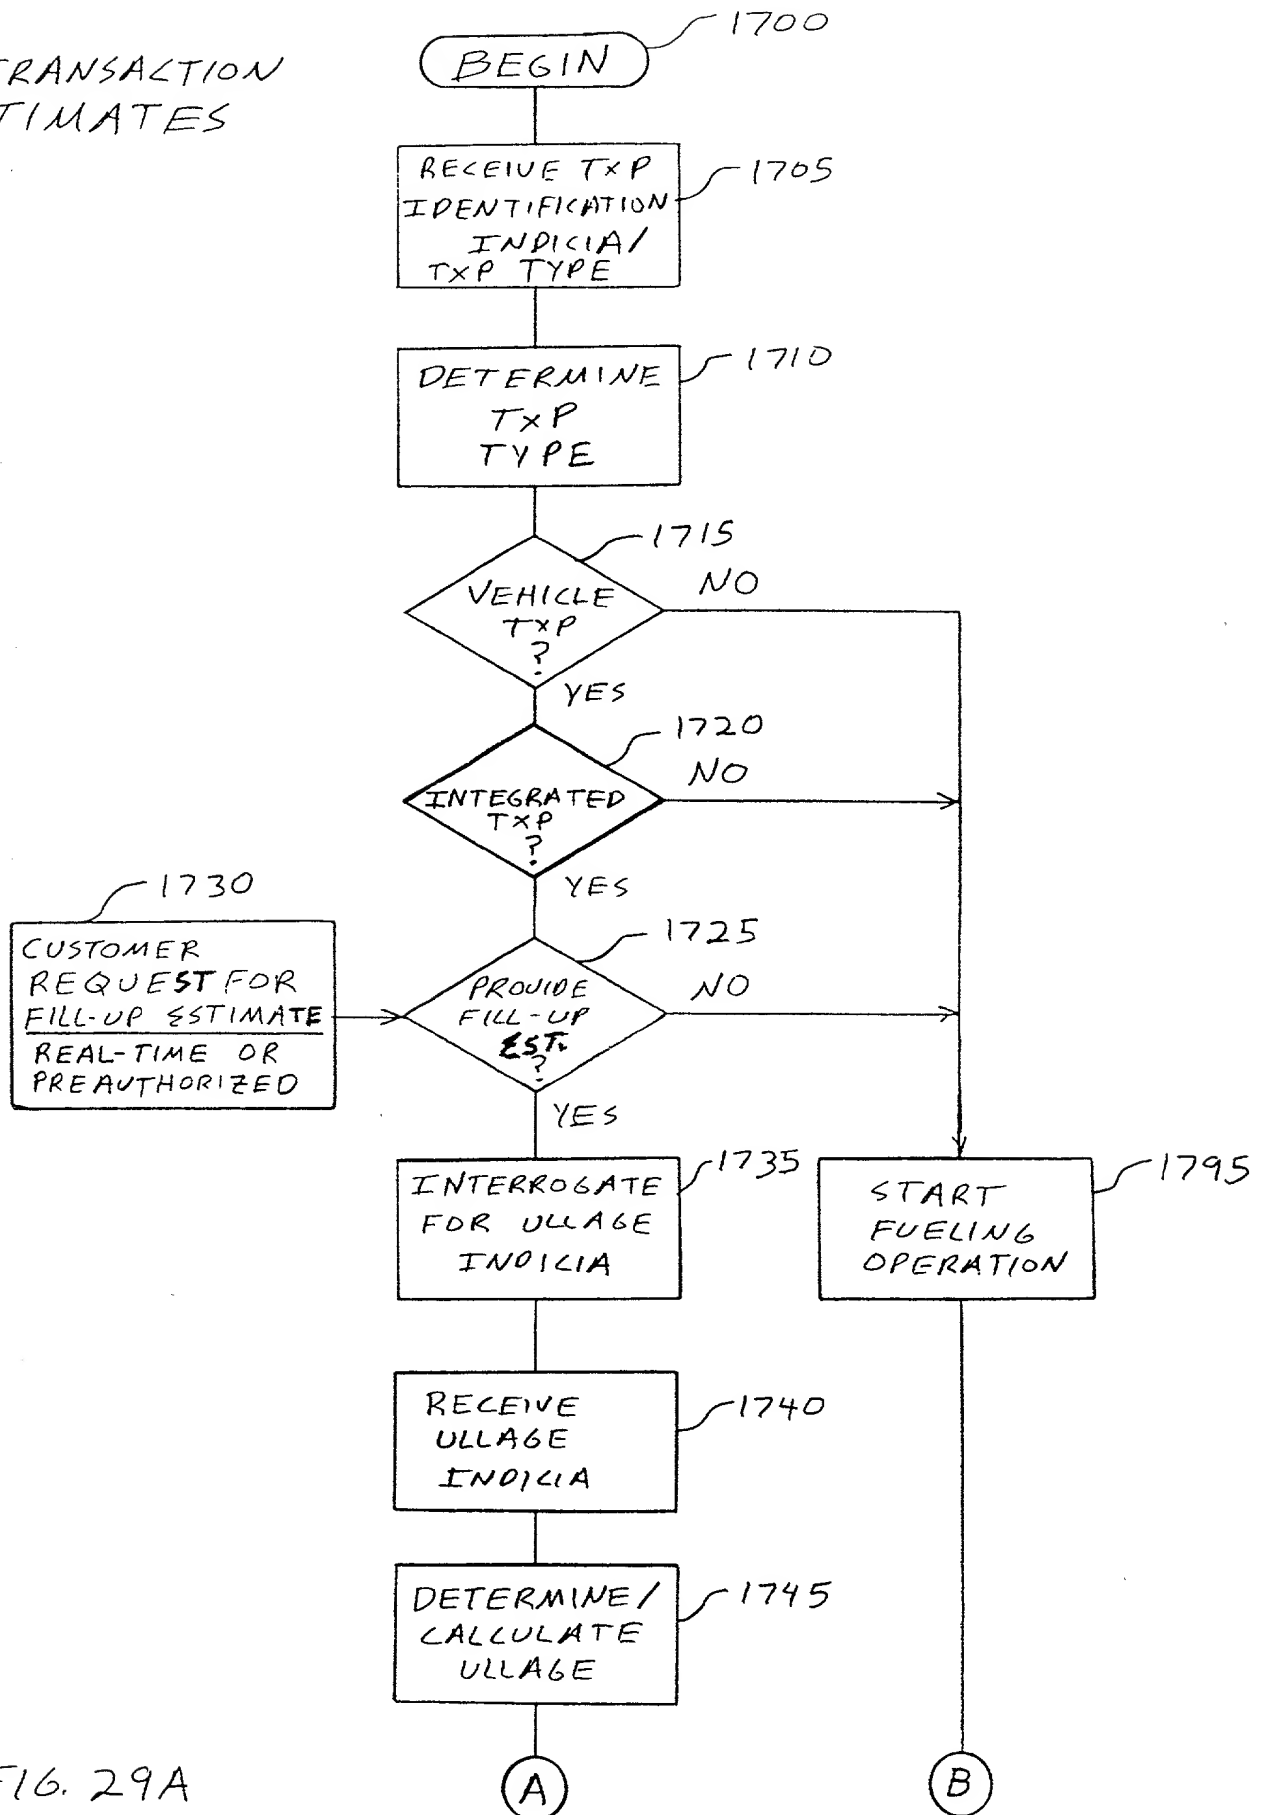 RANSACTION
TIMATES
1700
BEGIN
RECEIVE TXP
IDENTIFICATION
INDICIA/
TXP TYPE
1705
DETERMINE
TXP
TYPE
1710
1715
VEHICLE
TXP
?
NO
YES
1720
INTEGRATED
TXP
?
NO
YES
1730
CUSTOMER
REQUEST FOR
FILL-UP ESTIMATE
REAL-TIME OR
PREAUTHORIZED
1725
PROVIDE
FILL-UP
EST.
?
NO
YES
INTERROGATE
FOR ULLAGE
INDICIA
1735
START
FUELING
OPERATION
1795
RECEIVE
ULLAGE
INDICIA
1740
DETERMINE/
CALCULATE
ULLAGE
1745
FIG. 29A
A
B